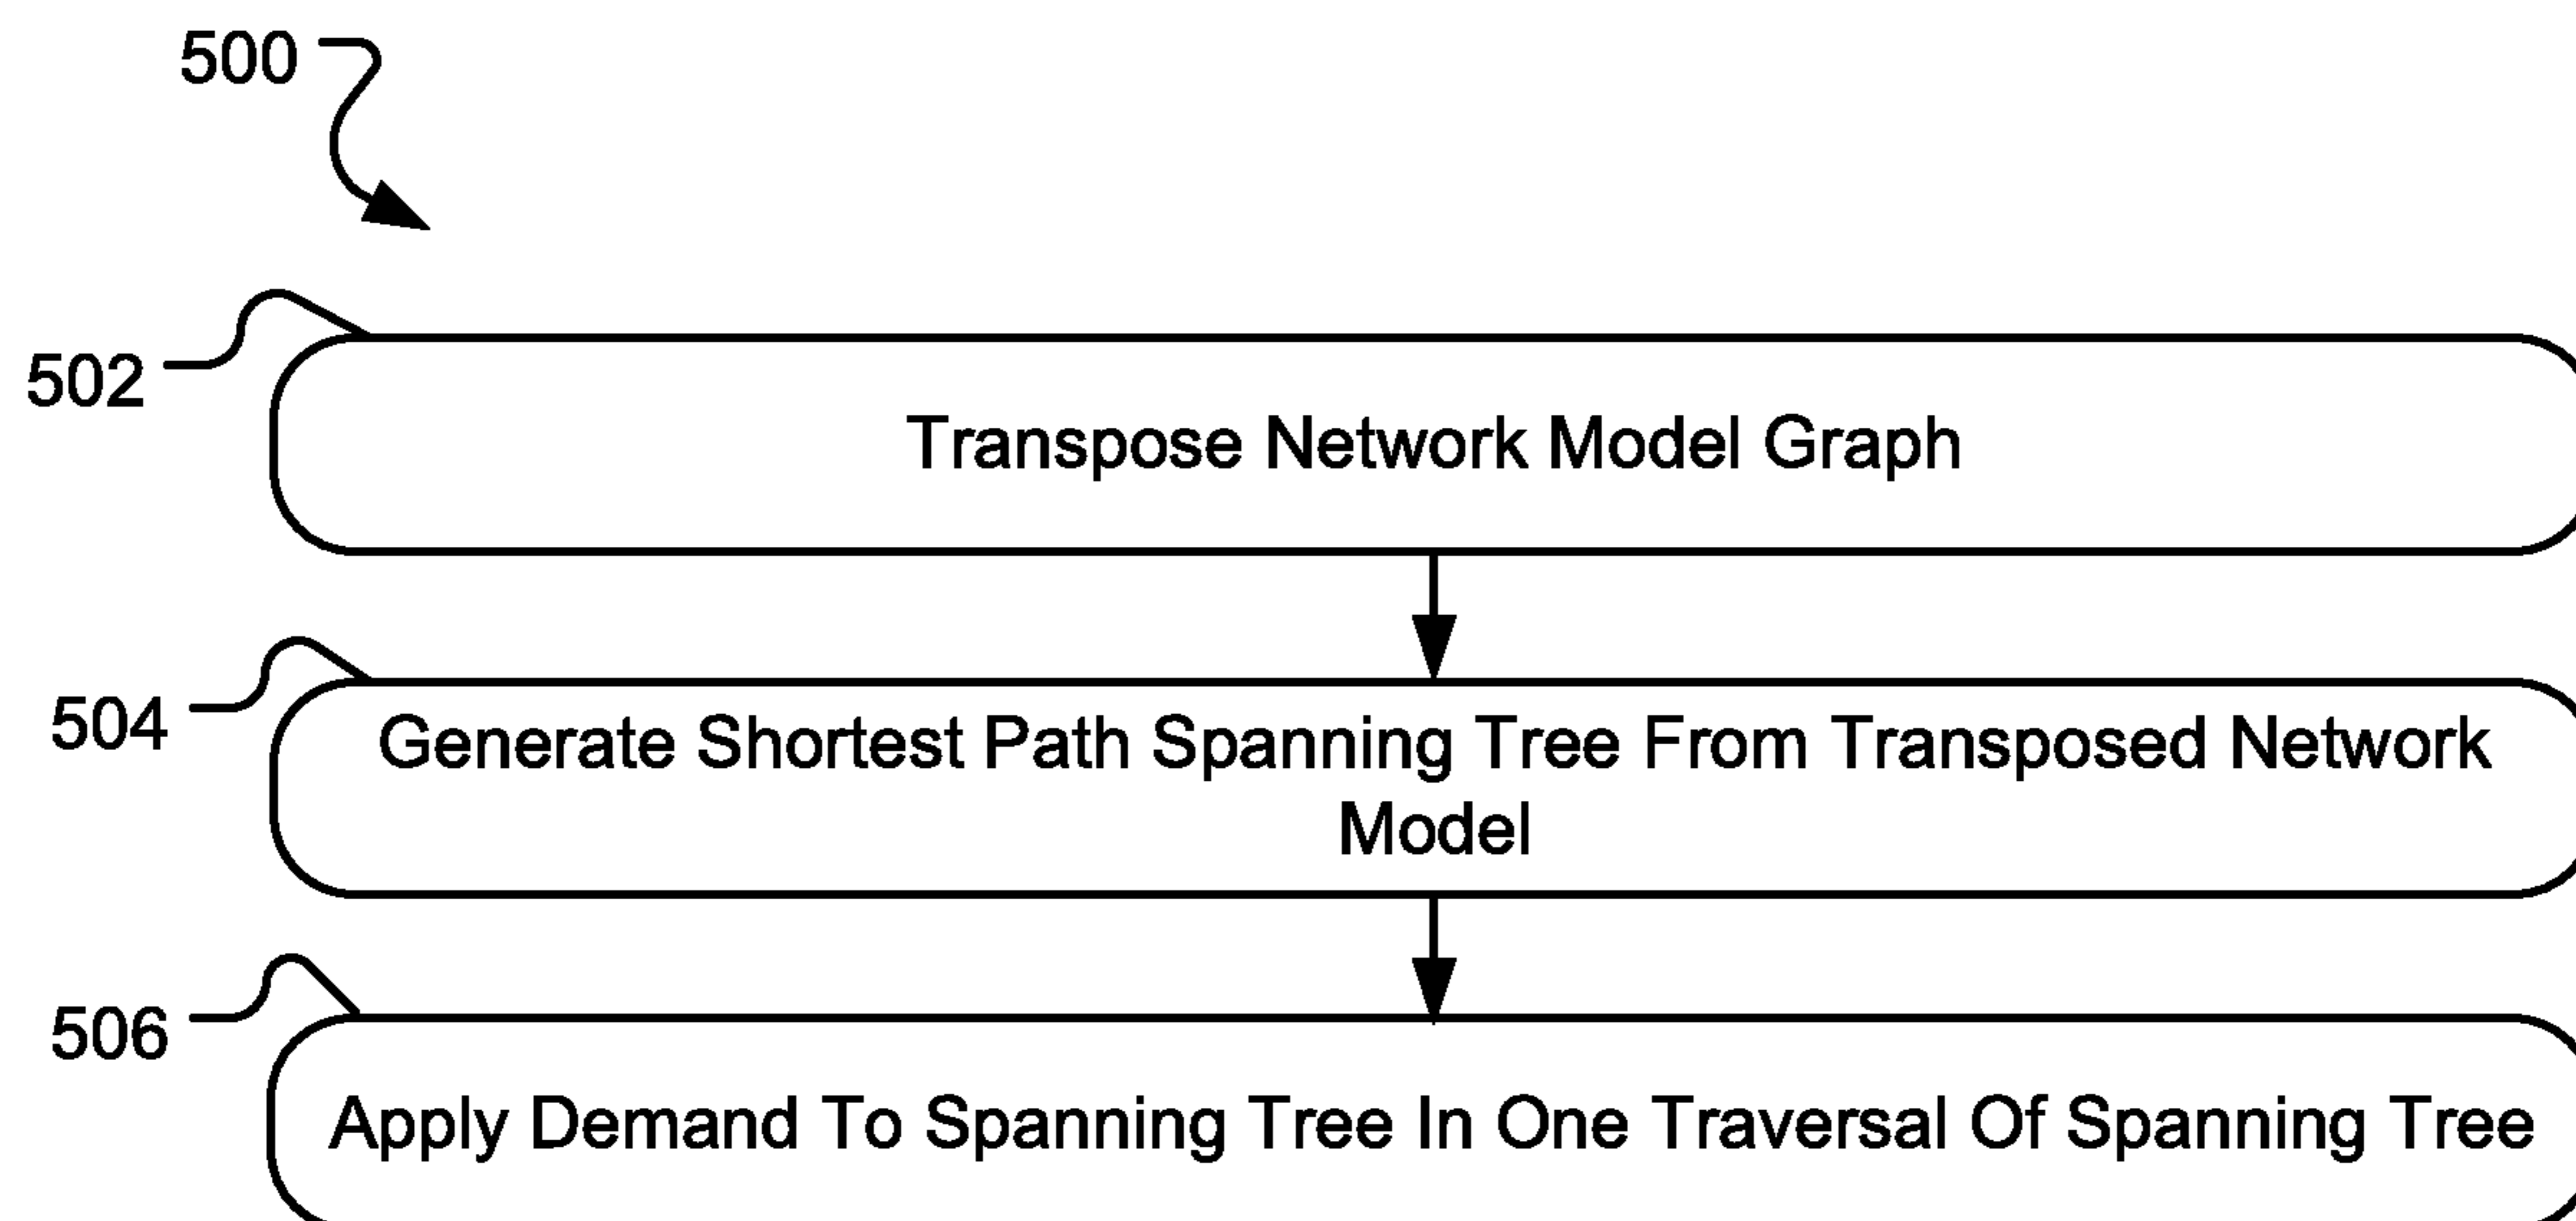 500
502
Transpose Network Model Graph
504
Generate Shortest Path Spanning Tree From Transposed Network
Model
506
Apply Demand To Spanning Tree In One Traversal Of Spanning Tree